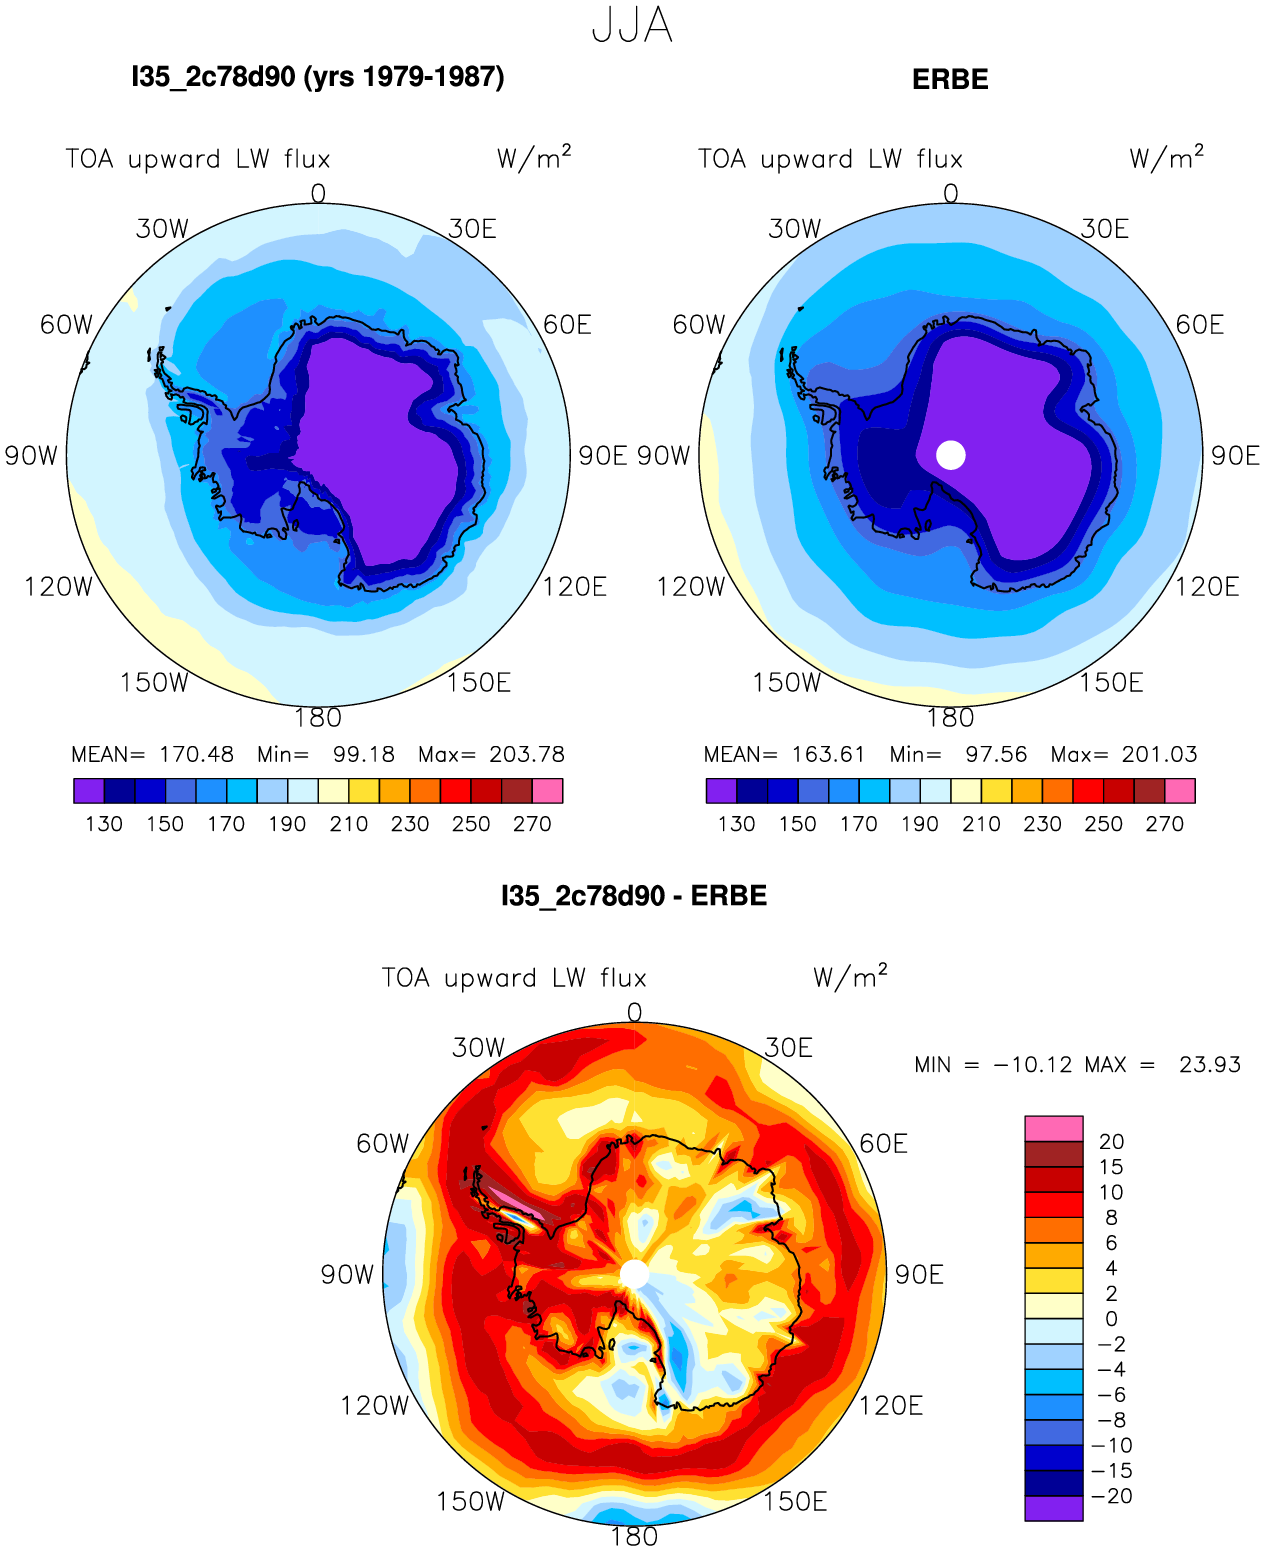 JJA
I35_2c78d90 (yrs 1979-1987)
ERBE
TOA upward LW flux W/m²
TOA upward LW flux W/m²
0
30W 30E
60W 60E
90W 90E
120W 120E
150W 150E
180
0
30W 30E
60W 60E
90W 90E
120W 120E
150W 150E
180
MEAN= 170.48 Min= 99.18 Max= 203.78
130 150 170 190 210 230 250 270
MEAN= 163.61 Min= 97.56 Max= 201.03
130 150 170 190 210 230 250 270
I35_2c78d90 - ERBE
TOA upward LW flux W/m²
0
30W 30E
60W 60E
90W 90E
120W 120E
150W 150E
180
MIN = −10.12 MAX = 23.93
20
15
10
8
6
4
2
0
−2
−4
−6
−8
−10
−15
−20